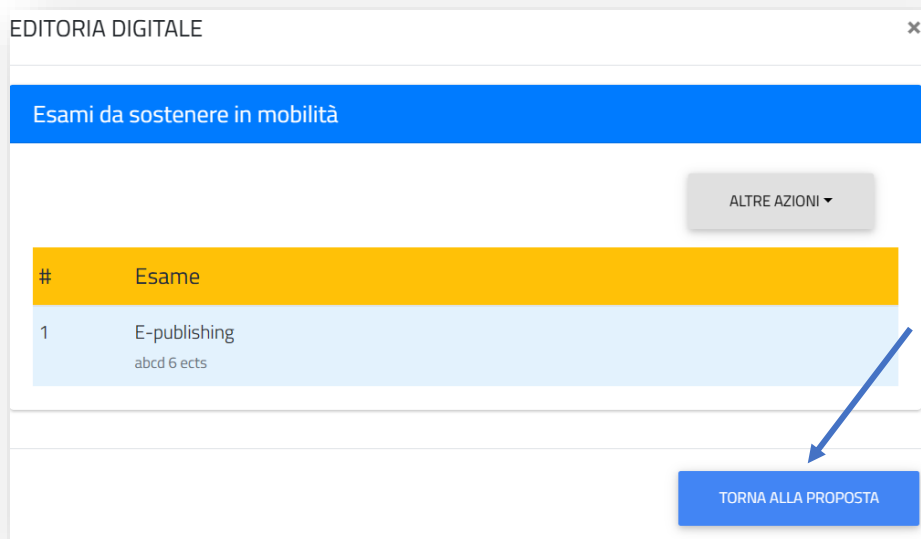 EDITORIA DIGITALE ×
Esami da sostenere in mobilità
ALTRE AZIONI
# Esame
1 E-publishing
abcd 6 ects
TORNA ALLA PROPOSTA